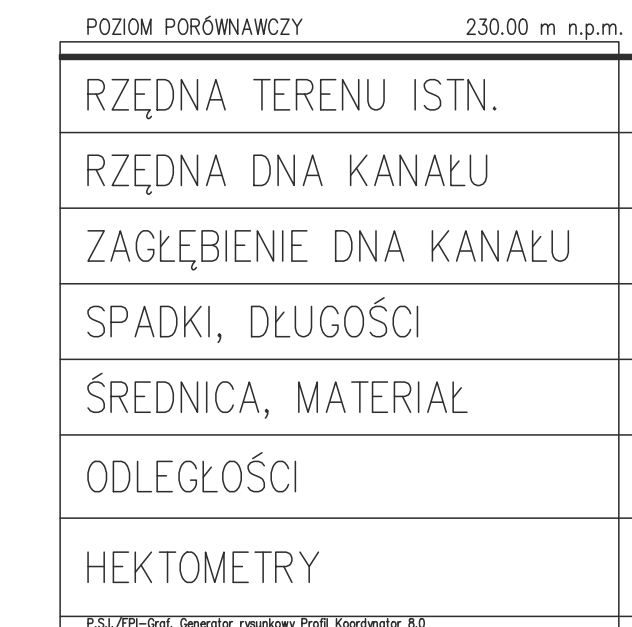 POZIOM PORÓWNAWCZY 230.00 m n.p.m.
RZĘDNA TERENU ISTN.
RZĘDNA DNA KANAŁU
ZAGŁĘBIENIE DNA KANAŁU
SPADKI, DŁUGOŚCI
ŚREDNICA, MATERIAŁ
ODLEGŁOŚCI
HEKTOMETRY
P.S.I./EPI-Graf. Generator rysunkowy Profil Koordynator 8.0